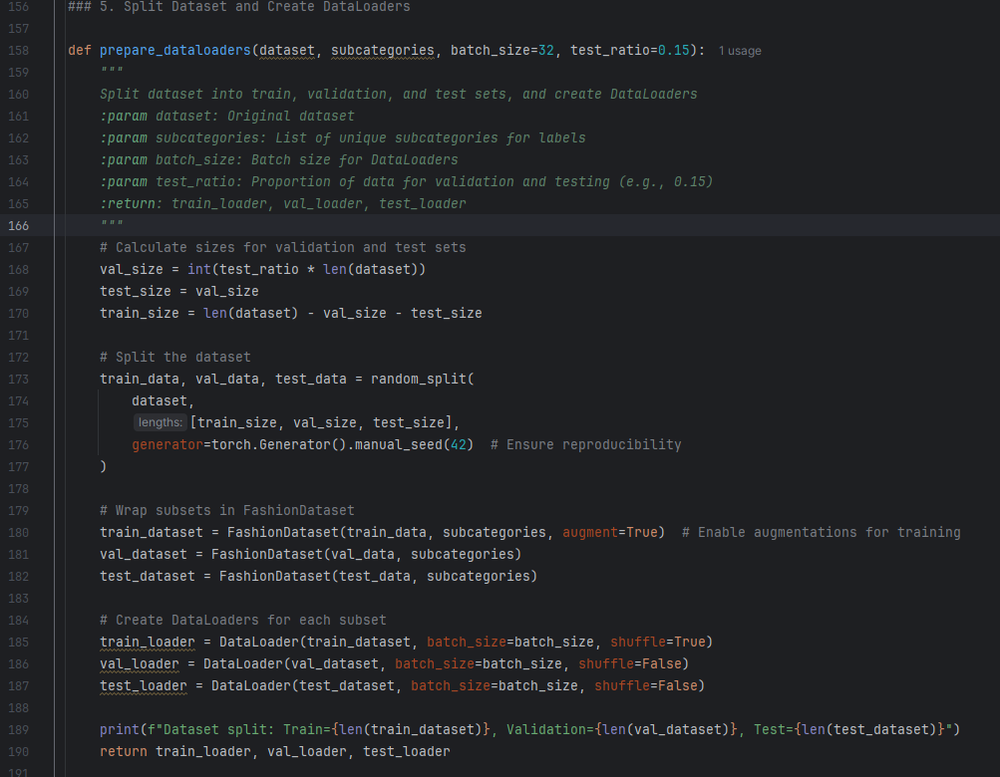 156 ### 5. Split Dataset and Create DataLoaders
157
158 def prepare_dataloaders(dataset, subcategories, batch_size=32, test_ratio=0.15): 1 usage
159 """
160 Split dataset into train, validation, and test sets, and create DataLoaders
161 :param dataset: Original dataset
162 :param subcategories: List of unique subcategories for labels
163 :param batch_size: Batch size for DataLoaders
164 :param test_ratio: Proportion of data for validation and testing (e.g., 0.15)
165 :return: train_loader, val_loader, test_loader
166 """
167 # Calculate sizes for validation and test sets
168 val_size = int(test_ratio * len(dataset))
169 test_size = val_size
170 train_size = len(dataset) - val_size - test_size
171
172 # Split the dataset
173 train_data, val_data, test_data = random_split(
174 dataset,
175 lengths: [train_size, val_size, test_size],
176 generator=torch.Generator().manual_seed(42) # Ensure reproducibility
177 )
178
179 # Wrap subsets in FashionDataset
180 train_dataset = FashionDataset(train_data, subcategories, augment=True) # Enable augmentations for training
181 val_dataset = FashionDataset(val_data, subcategories)
182 test_dataset = FashionDataset(test_data, subcategories)
183
184 # Create DataLoaders for each subset
185 train_loader = DataLoader(train_dataset, batch_size=batch_size, shuffle=True)
186 val_loader = DataLoader(val_dataset, batch_size=batch_size, shuffle=False)
187 test_loader = DataLoader(test_dataset, batch_size=batch_size, shuffle=False)
188
189 print(f"Dataset split: Train={len(train_dataset)}, Validation={len(val_dataset)}, Test={len(test_dataset)}")
190 return train_loader, val_loader, test_loader
191